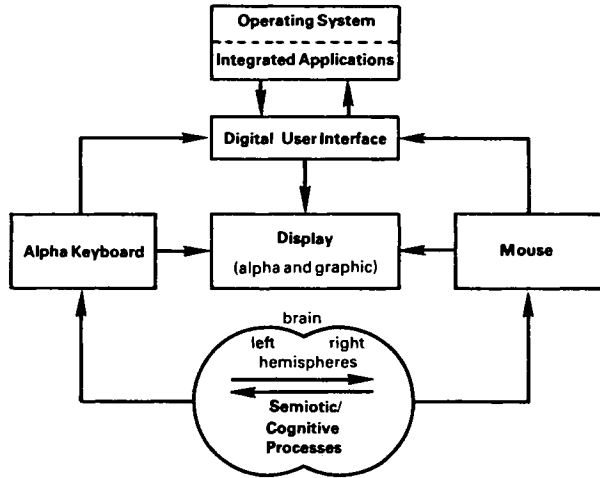 Operating System
Integrated Applications
Digital User Interface
Alpha Keyboard
Display
(alpha and graphic)
Mouse
brain
left right
hemispheres
Semiotic/
Cognitive
Processes